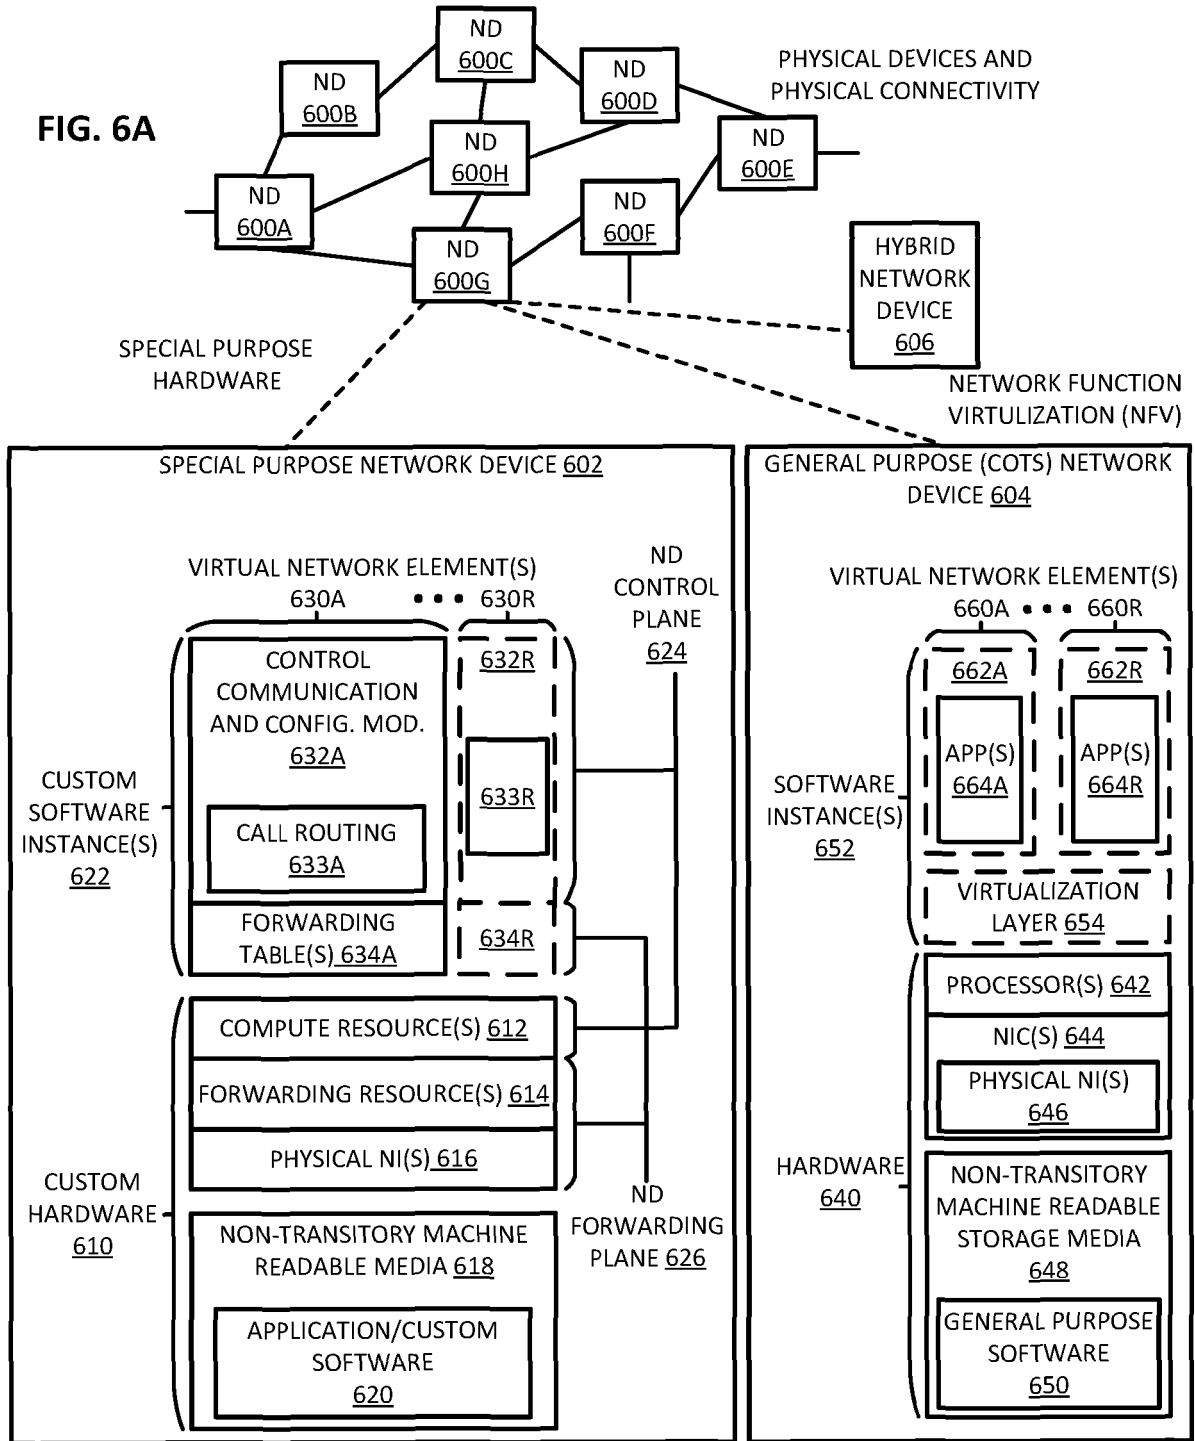 FIG. 6A
ND
600A
ND
600B
ND
600C
ND
600D
ND
600E
ND
600F
ND
600G
ND
600H
PHYSICAL DEVICES AND
PHYSICAL CONNECTIVITY
HYBRID
NETWORK
DEVICE
606
SPECIAL PURPOSE
HARDWARE
NETWORK FUNCTION
VIRTULIZATION (NFV)
SPECIAL PURPOSE NETWORK DEVICE 602
VIRTUAL NETWORK ELEMENT(S)
630A ••• 630R
ND
CONTROL
PLANE
624
CUSTOM
SOFTWARE
INSTANCE(S)
622
CONTROL
COMMUNICATION
AND CONFIG. MOD.
632A
CALL ROUTING
633A
FORWARDING
TABLE(S) 634A
632R
633R
634R
CUSTOM
HARDWARE
610
COMPUTE RESOURCE(S) 612
FORWARDING RESOURCE(S) 614
PHYSICAL NI(S) 616
ND
FORWARDING
PLANE 626
NON-TRANSITORY MACHINE
READABLE MEDIA 618
APPLICATION/CUSTOM
SOFTWARE
620
GENERAL PURPOSE (COTS) NETWORK
DEVICE 604
VIRTUAL NETWORK ELEMENT(S)
660A ••• 660R
SOFTWARE
INSTANCE(S)
652
662A
APP(S)
664A
662R
APP(S)
664R
VIRTUALIZATION
LAYER 654
HARDWARE
640
PROCESSOR(S) 642
NIC(S) 644
PHYSICAL NI(S)
646
NON-TRANSITORY
MACHINE READABLE
STORAGE MEDIA
648
GENERAL PURPOSE
SOFTWARE
650